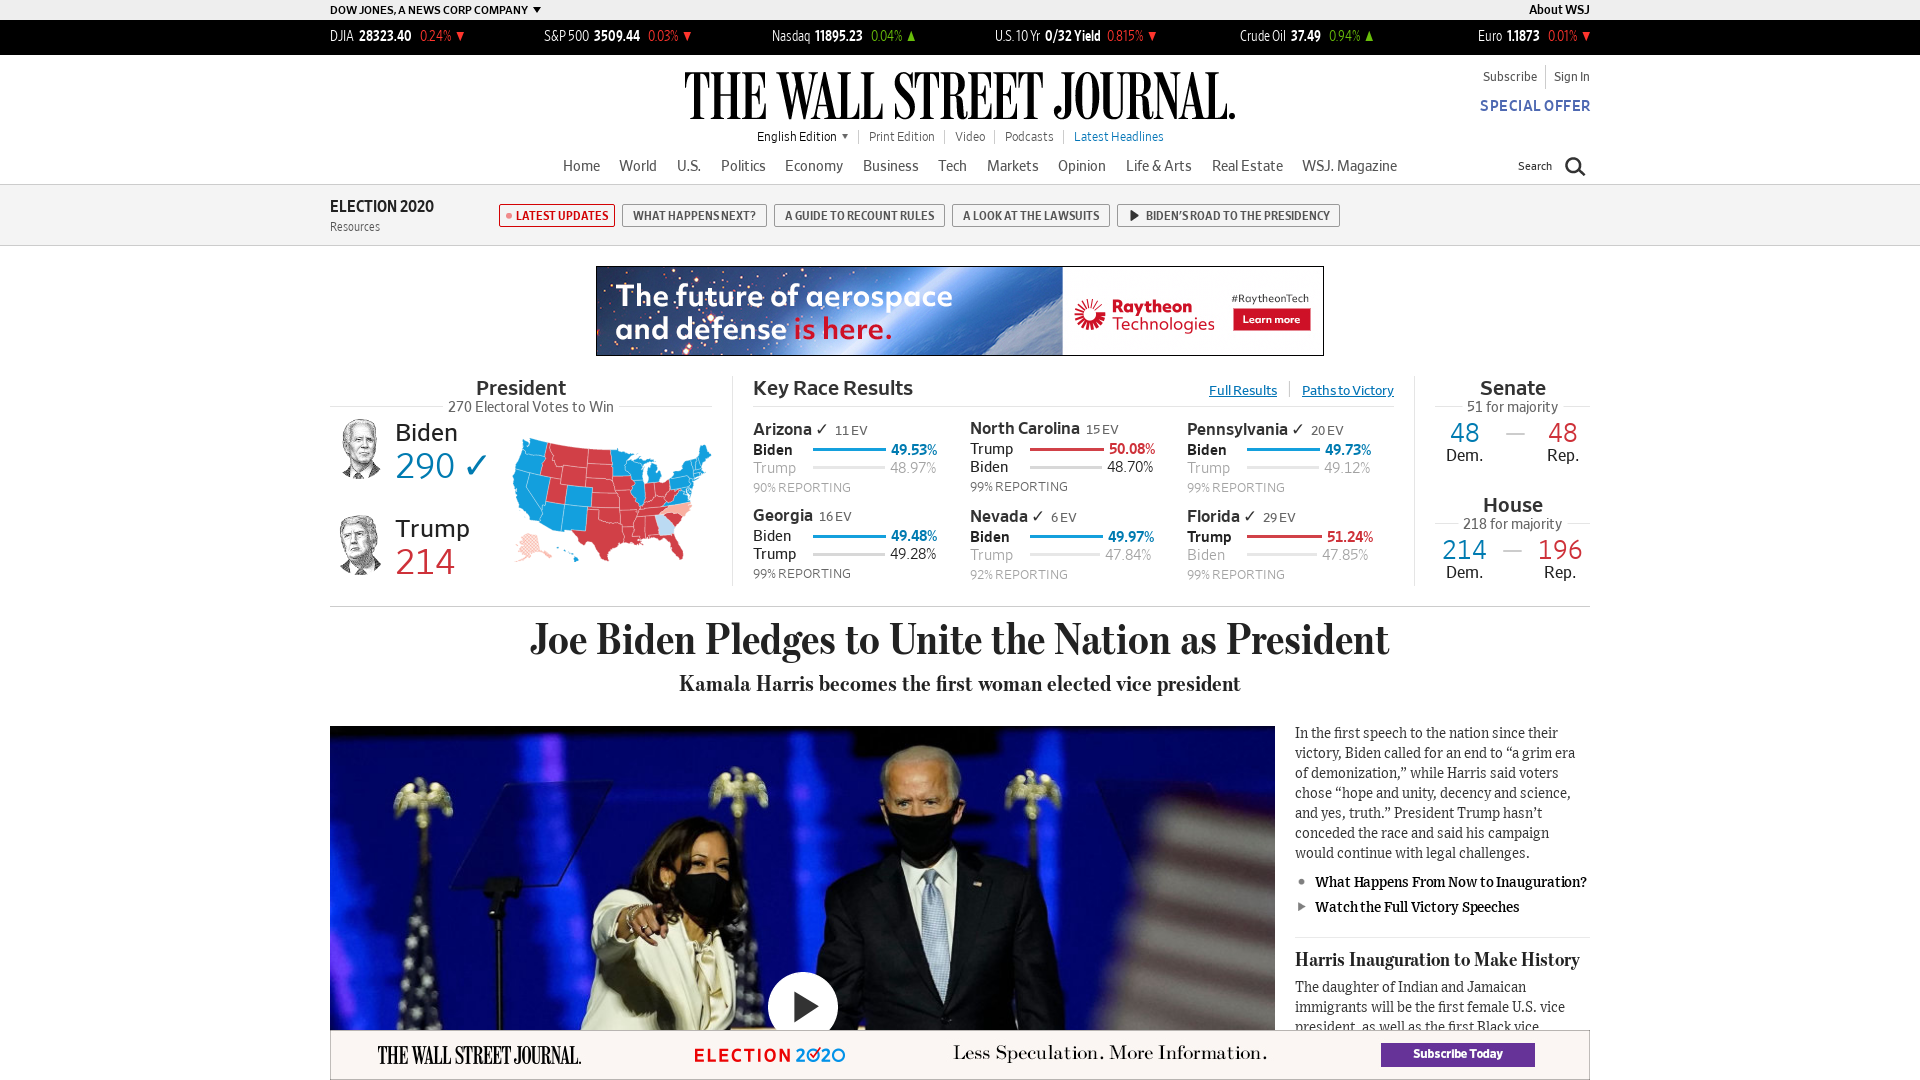 DOW JONES, A NEWS CORP COMPANY
About WSJ
DJIA 28323.40 0.24%
S&P 500 3509.44 0.03%
Nasdaq 11895.23 0.04%
U.S. 10 Yr 0/32 Yield 0.815%
Crude Oil 37.49 0.94%
Euro 1.1873 0.01%
Subscribe
Sign In
SPECIAL OFFER
THE WALL STREET JOURNAL.
English Edition
Print Edition
Video
Podcasts
Latest Headlines
Home
World
U.S.
Politics
Economy
Business
Tech
Markets
Opinion
Life & Arts
Real Estate
WSJ. Magazine
Search
ELECTION 2020
Resources
LATEST UPDATES
WHAT HAPPENS NEXT?
A GUIDE TO RECOUNT RULES
A LOOK AT THE LAWSUITS
BIDEN'S ROAD TO THE PRESIDENCY
The future of aerospace
and defense is here.
Raytheon
Technologies
#RaytheonTech
Learn more
President
270 Electoral Votes to Win
Biden
290 ✓
Trump
214
Key Race Results
Full Results
Paths to Victory
Arizona ✓ 11 EV
Biden 49.53%
Trump 48.97%
90% REPORTING
North Carolina 15 EV
Trump 50.08%
Biden 48.70%
99% REPORTING
Pennsylvania ✓ 20 EV
Biden 49.73%
Trump 49.12%
99% REPORTING
Georgia 16 EV
Biden 49.48%
Trump 49.28%
99% REPORTING
Nevada ✓ 6 EV
Biden 49.97%
Trump 47.84%
92% REPORTING
Florida ✓ 29 EV
Trump 51.24%
Biden 47.85%
99% REPORTING
Senate
51 for majority
48 — 48
Dem. Rep.
House
218 for majority
214 — 196
Dem. Rep.
Joe Biden Pledges to Unite the Nation as President
Kamala Harris becomes the first woman elected vice president
In the first speech to the nation since their
victory, Biden called for an end to “a grim era
of demonization,” while Harris said voters
chose “hope and unity, decency and science,
and yes, truth.” President Trump hasn’t
conceded the race and said his campaign
would continue with legal challenges.
What Happens From Now to Inauguration?
Watch the Full Victory Speeches
Harris Inauguration to Make History
The daughter of Indian and Jamaican
immigrants will be the first female U.S. vice
president, as well as the first Black vice
THE WALL STREET JOURNAL.
ELECTION 2020
Less Speculation. More Information.
Subscribe Today